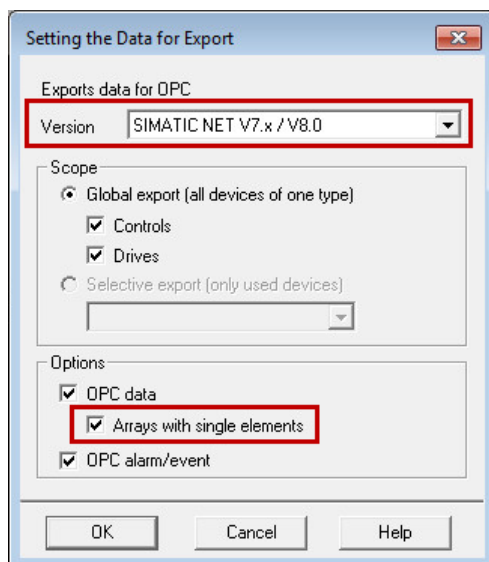 Setting the Data for Export
Exports data for OPC
Version SIMATIC NET V7.x / V8.0
Scope
Global export (all devices of one type)
Controls
Drives
Selective export (only used devices)
Options
OPC data
Arrays with single elements
OPC alarm/event
OK Cancel Help